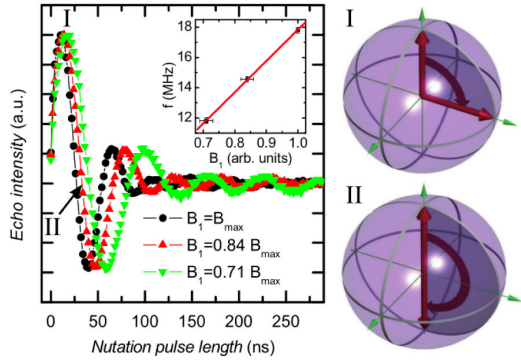 I
I
18
16
14
12
f (MHz)
0.7 0.8 0.9 1.0
B₁ (arb. units)
Echo intensity (a.u.)
II
B₁=Bmax
B₁=0.84 Bmax
B₁=0.71 Bmax
0 50 100 150 200 250
Nutation pulse length (ns)
II